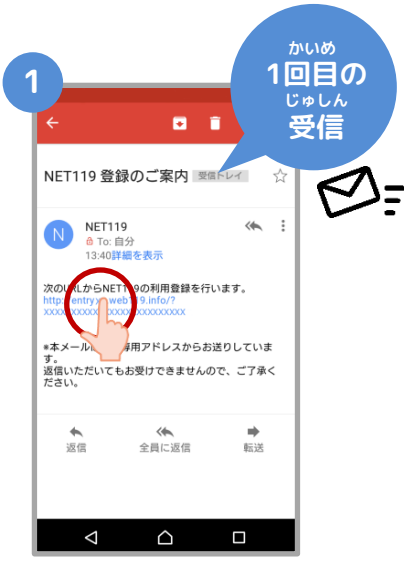 1
かいめ
1回目の
じゅしん
受信
NET119 登録のご案内 受信トレイ
N
NET119
To: 自分
13:40詳細を表示
次のURLからNET119の利用登録を行います。
web119.info/?
xxxxxxxxxxxxxxxxxxxxxxxxxx
※本メールは 専用アドレスからお送りしていま
す。
返信いただいてもお受けできませんので、ご了承く
ださい。
返信
全員に返信
転送